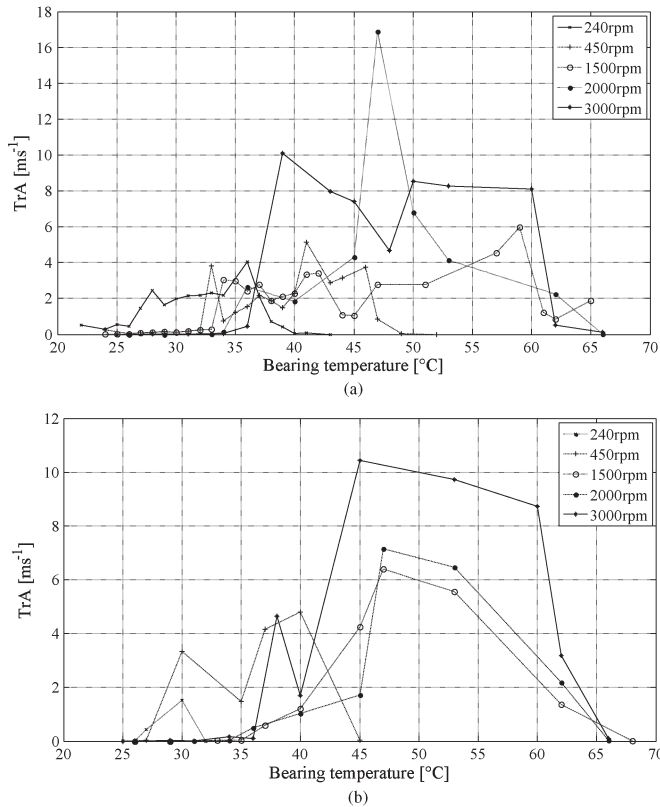 18
16
14
12
10
8
6
4
2
0
TrA [ms-1]
240rpm
450rpm
1500rpm
2000rpm
3000rpm
20 25 30 35 40 45 50 55 60 65 70
Bearing temperature [°C]
(a)
12
10
8
6
4
2
0
TrA [ms-1]
240rpm
450rpm
1500rpm
2000rpm
3000rpm
20 25 30 35 40 45 50 55 60 65 70
Bearing temperature [°C]
(b)